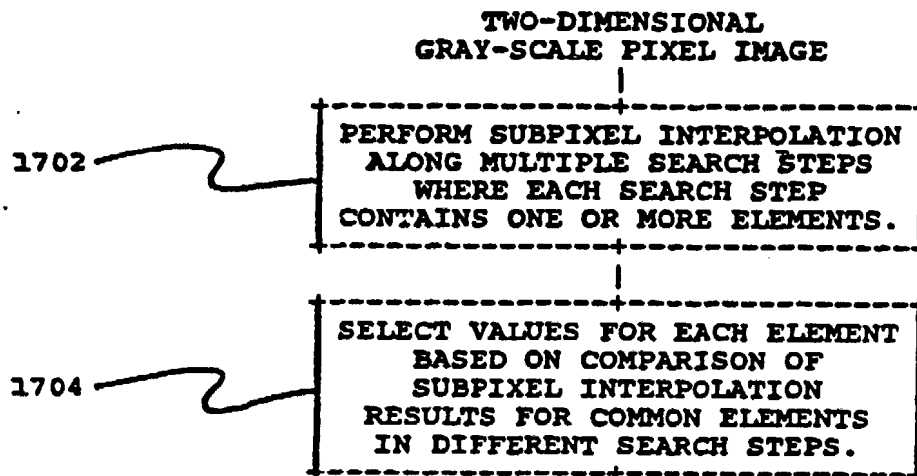 TWO-DIMENSIONAL
GRAY-SCALE PIXEL IMAGE
1702
PERFORM SUBPIXEL INTERPOLATION
ALONG MULTIPLE SEARCH STEPS
WHERE EACH SEARCH STEP
CONTAINS ONE OR MORE ELEMENTS.
1704
SELECT VALUES FOR EACH ELEMENT
BASED ON COMPARISON OF
SUBPIXEL INTERPOLATION
RESULTS FOR COMMON ELEMENTS
IN DIFFERENT SEARCH STEPS.